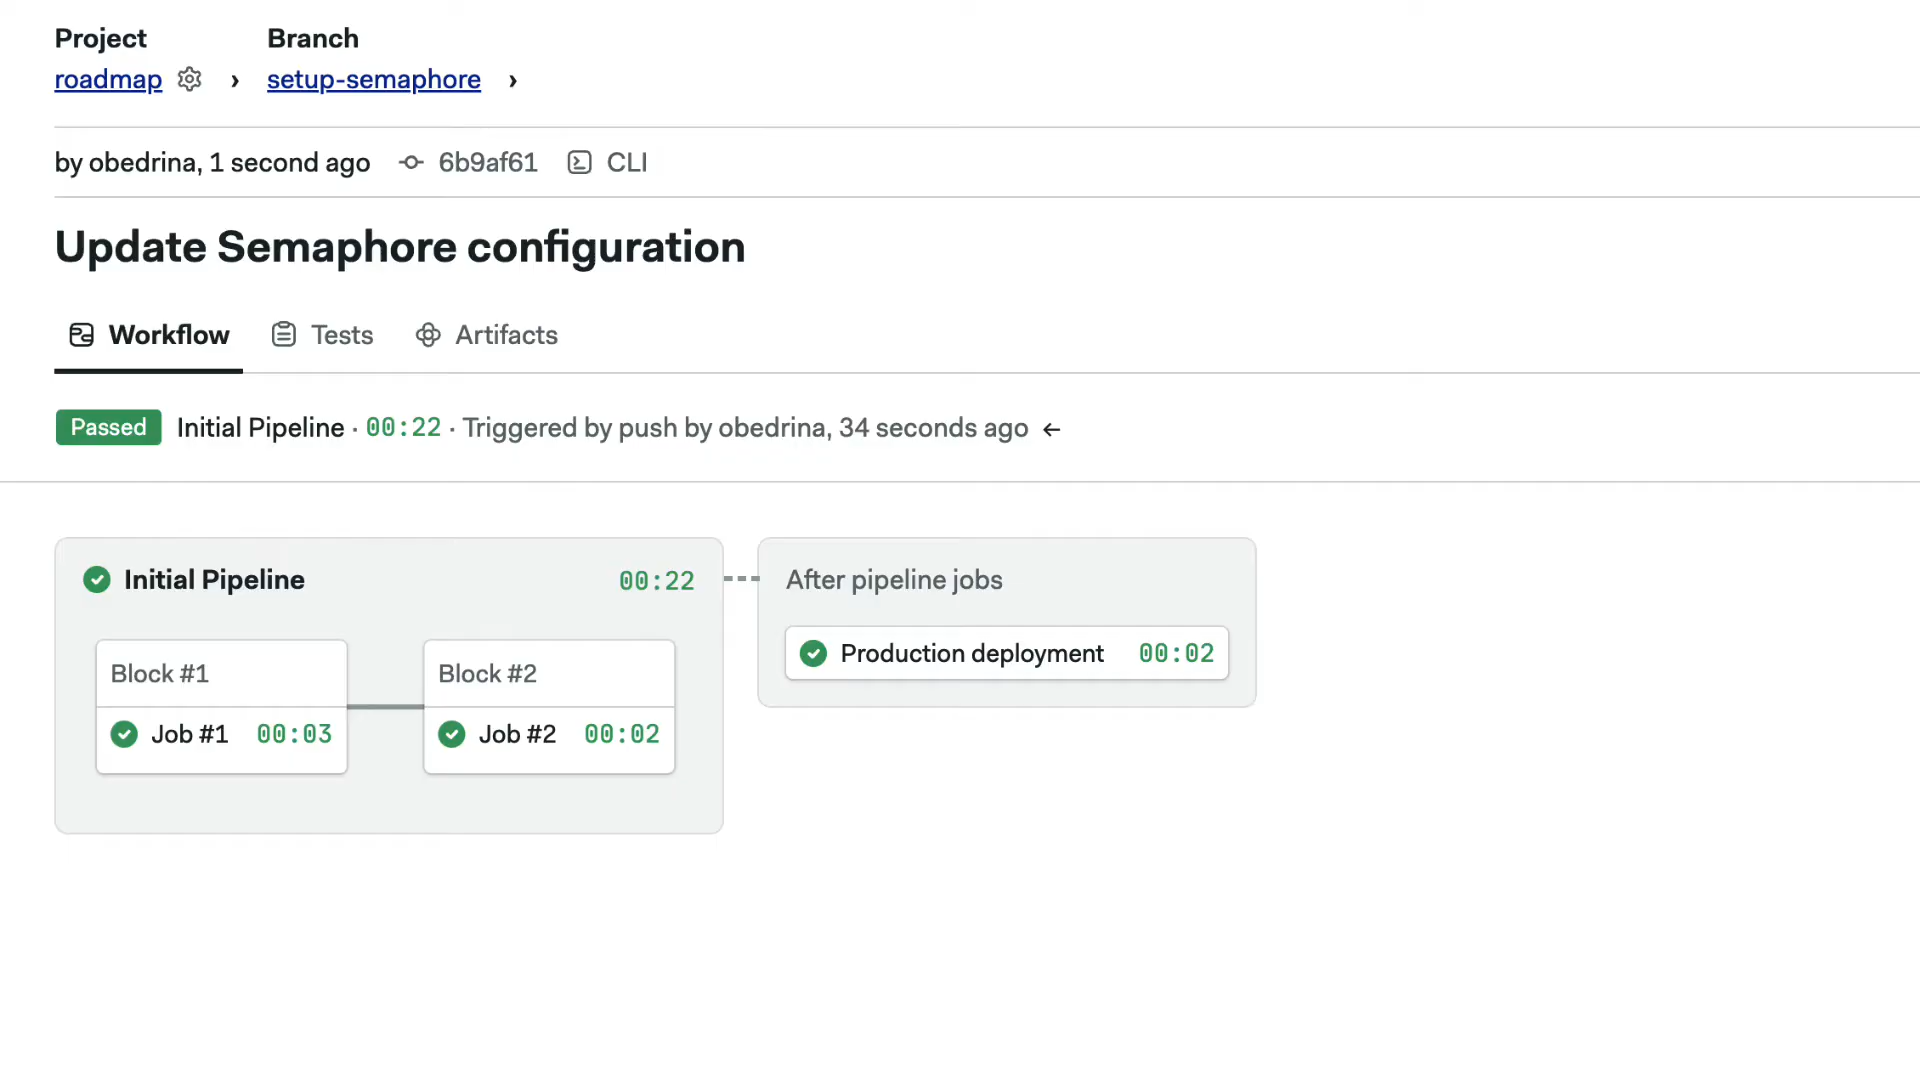 Project Branch
roadmap › setup-semaphore ›
by obedrina, 1 second ago 6b9af61 CLI
Update Semaphore configuration
Workflow Tests Artifacts
Passed Initial Pipeline · 00:22 · Triggered by push by obedrina, 34 seconds ago ←
Initial Pipeline 00:22 After pipeline jobs
Production deployment 00:02
Block #1 Block #2
Job #1 00:03 Job #2 00:02